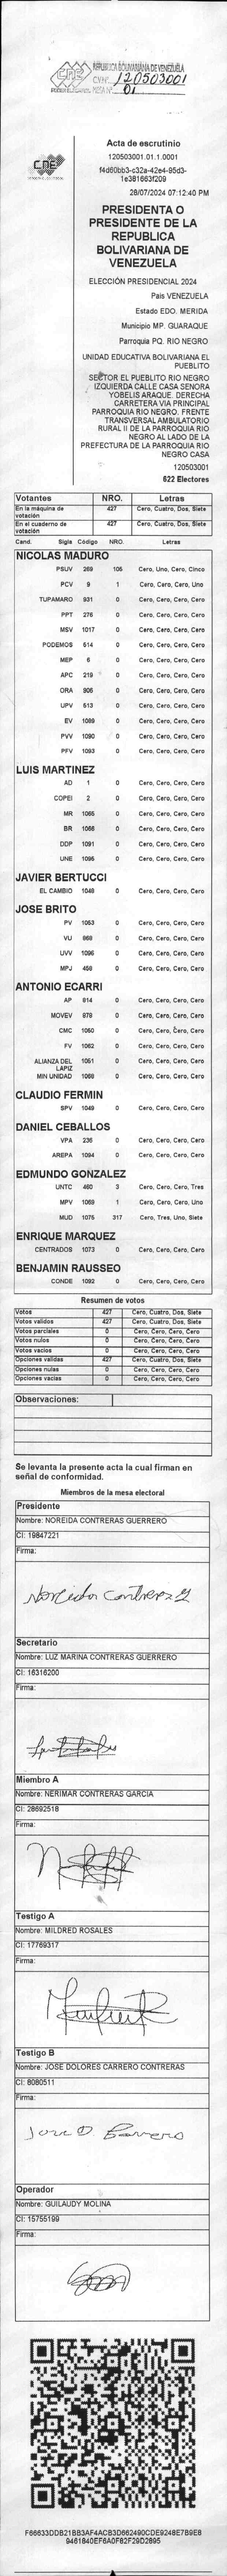 CNE
REPÚBLICA BOLIVARIANA DE VENEZUELA
C.V. Nº 120503001
PODER ELECTORAL MESA Nº 01
CNE
Acta de escrutinio
120503001.01.1.0001
f4d60bb3-c32a-42e4-95d3-
1e381663f209
28/07/2024 07:12:40 PM
PRESIDENTA O
PRESIDENTE DE LA
REPUBLICA
BOLIVARIANA DE
VENEZUELA
ELECCIÓN PRESIDENCIAL 2024
Pais VENEZUELA
Estado EDO. MERIDA
Municipio MP. GUARAQUE
Parroquia PQ. RIO NEGRO
UNIDAD EDUCATIVA BOLIVARIANA EL
PUEBLITO
SECTOR EL PUEBLITO RIO NEGRO
IZQUIERDA CALLE CASA SENORA
YOBELIS ARAQUE. DERECHA
CARRETERA VIA PRINCIPAL
PARROQUIA RIO NEGRO. FRENTE
TRANSVERSAL AMBULATORIO
RURAL II DE LA PARROQUIA RIO
NEGRO AL LADO DE LA
PREFECTURA DE LA PARROQUIA RIO
NEGRO CASA
120503001
622 Electores
Votantes NRO. Letras
En la máquina de votación 427 Cero, Cuatro, Dos, Siete
En el cuaderno de votación 427 Cero, Cuatro, Dos, Siete
Cand. Sigla Código NRO. Letras
NICOLAS MADURO
PSUV 269 105 Cero, Uno, Cero, Cinco
PCV 9 1 Cero, Cero, Cero, Uno
TUPAMARO 931 0 Cero, Cero, Cero, Cero
PPT 276 0 Cero, Cero, Cero, Cero
MSV 1017 0 Cero, Cero, Cero, Cero
PODEMOS 514 0 Cero, Cero, Cero, Cero
MEP 6 0 Cero, Cero, Cero, Cero
APC 219 0 Cero, Cero, Cero, Cero
ORA 906 0 Cero, Cero, Cero, Cero
UPV 613 0 Cero, Cero, Cero, Cero
EV 1089 0 Cero, Cero, Cero, Cero
PVV 1090 0 Cero, Cero, Cero, Cero
PFV 1093 0 Cero, Cero, Cero, Cero
LUIS MARTINEZ
AD 1 0 Cero, Cero, Cero, Cero
COPEI 2 0 Cero, Cero, Cero, Cero
MR 1065 0 Cero, Cero, Cero, Cero
BR 1066 0 Cero, Cero, Cero, Cero
DDP 1091 0 Cero, Cero, Cero, Cero
UNE 1095 0 Cero, Cero, Cero, Cero
JAVIER BERTUCCI
EL CAMBIO 1048 0 Cero, Cero, Cero, Cero
JOSE BRITO
PV 1053 0 Cero, Cero, Cero, Cero
VU 868 0 Cero, Cero, Cero, Cero
UVV 1096 0 Cero, Cero, Cero, Cero
MPJ 458 0 Cero, Cero, Cero, Cero
ANTONIO ECARRI
AP 814 0 Cero, Cero, Cero, Cero
MOVEV 878 0 Cero, Cero, Cero, Cero
CMC 1050 0 Cero, Cero, Cero, Cero
FV 1062 0 Cero, Cero, Cero, Cero
ALIANZA DEL LAPIZ 1051 0 Cero, Cero, Cero, Cero
MIN UNIDAD 1088 0 Cero, Cero, Cero, Cero
CLAUDIO FERMIN
SPV 1049 0 Cero, Cero, Cero, Cero
DANIEL CEBALLOS
VPA 236 0 Cero, Cero, Cero, Cero
AREPA 1094 0 Cero, Cero, Cero, Cero
EDMUNDO GONZALEZ
UNTC 460 3 Cero, Cero, Cero, Tres
MPV 1069 1 Cero, Cero, Cero, Uno
MUD 1075 317 Cero, Tres, Uno, Siete
ENRIQUE MARQUEZ
CENTRADOS 1073 0 Cero, Cero, Cero, Cero
BENJAMIN RAUSSEO
CONDE 1092 0 Cero, Cero, Cero, Cero
Resumen de votos
Votos 427 Cero, Cuatro, Dos, Siete
Votos validos 427 Cero, Cuatro, Dos, Siete
Votos parciales 0 Cero, Cero, Cero, Cero
Votos nulos 0 Cero, Cero, Cero, Cero
Votos vacios 0 Cero, Cero, Cero, Cero
Opciones validas 427 Cero, Cuatro, Dos, Siete
Opciones nulas 0 Cero, Cero, Cero, Cero
Opciones vacias 0 Cero, Cero, Cero, Cero
Observaciones:
Se levanta la presente acta la cual firman en
señal de conformidad.
Miembros de la mesa electoral
Presidente
Nombre: NOREIDA CONTRERAS GUERRERO
CI: 19847221
Firma:
Noreida Contreras G
Secretario
Nombre: LUZ MARINA CONTRERAS GUERRERO
CI: 16316200
Firma:
Miembro A
Nombre: NERIMAR CONTRERAS GARCIA
CI: 28692518
Firma:
Testigo A
Nombre: MILDRED ROSALES
CI: 17769317
Firma:
Testigo B
Nombre: JOSE DOLORES CARRERO CONTRERAS
CI: 8080511
Firma:
Jose D Carrero
Operador
Nombre: GUILAUDY MOLINA
CI: 15755199
Firma:
F66633DDB21BB3AF4ACB3D662490CDE9248E7B9E8
9461840EF6A0F82F29D2895